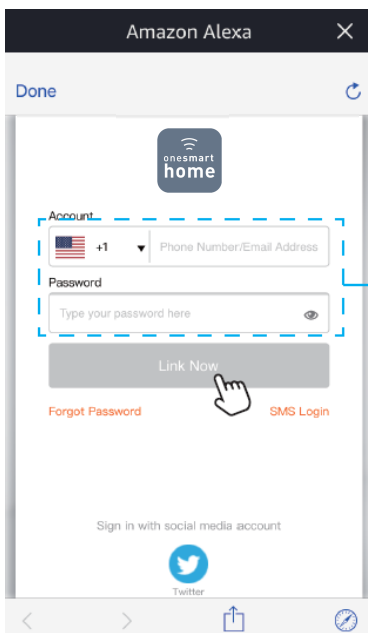 Amazon Alexa
Done
onesmart
home
Account
+1
Phone Number/Email Address
Password
Type your password here
Link Now
Forgot Password
SMS Login
Sign in with social media account
Twitter